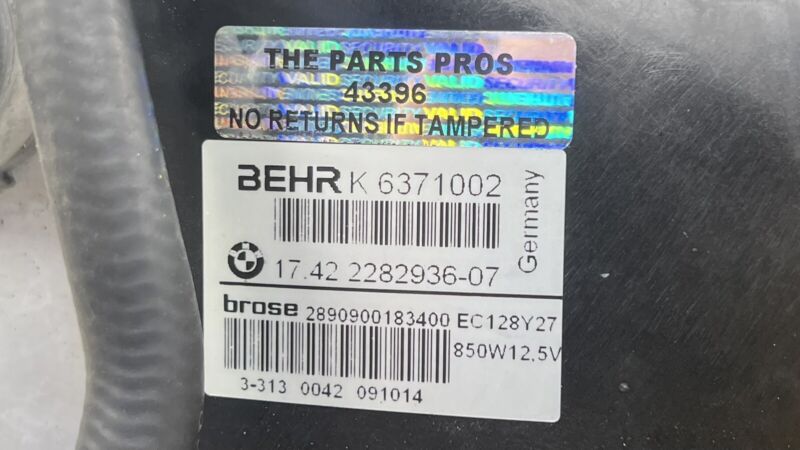 THE PARTS PROS
43396
NO RETURNS IF TAMPERED
BEHR K 6371002
Germany
BMW
17.42 2282936-07
brose 2890900183400 EC128Y27
850W12,5V
3-313 0042 091014